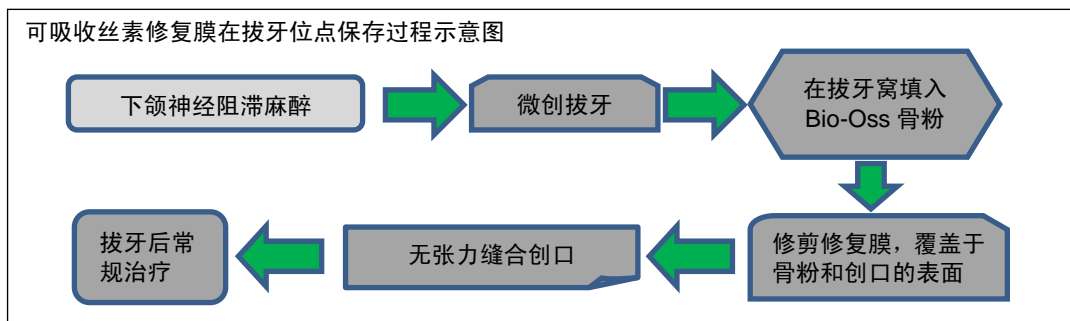 可吸收丝素修复膜在拔牙位点保存过程示意图
下颌神经阻滞麻醉
微创拔牙
在拔牙窝填入
Bio-Oss 骨粉
修剪修复膜，覆盖于
骨粉和创口的表面
无张力缝合创口
拔牙后常
规治疗